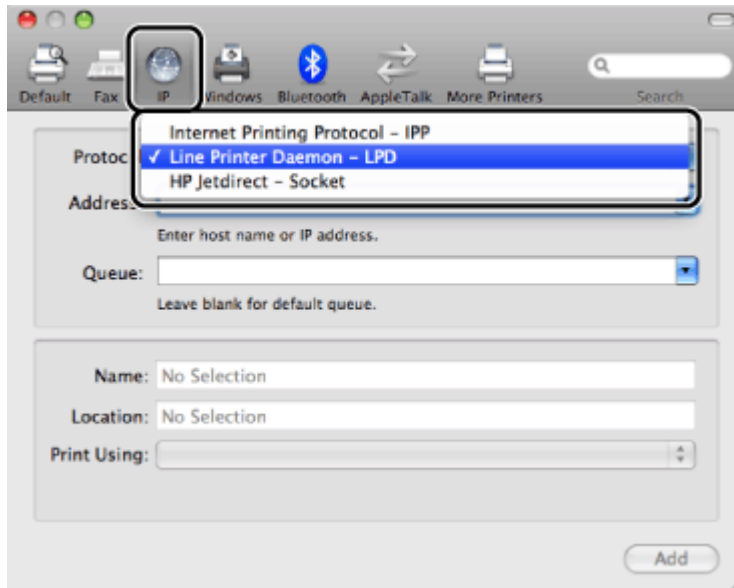 Default Fax IP Windows Bluetooth AppleTalk More Printers Search
Internet Printing Protocol – IPP
Protoc ✓ Line Printer Daemon – LPD
HP Jetdirect – Socket
Address
Enter host name or IP address.
Queue:
Leave blank for default queue.
Name: No Selection
Location: No Selection
Print Using:
Add